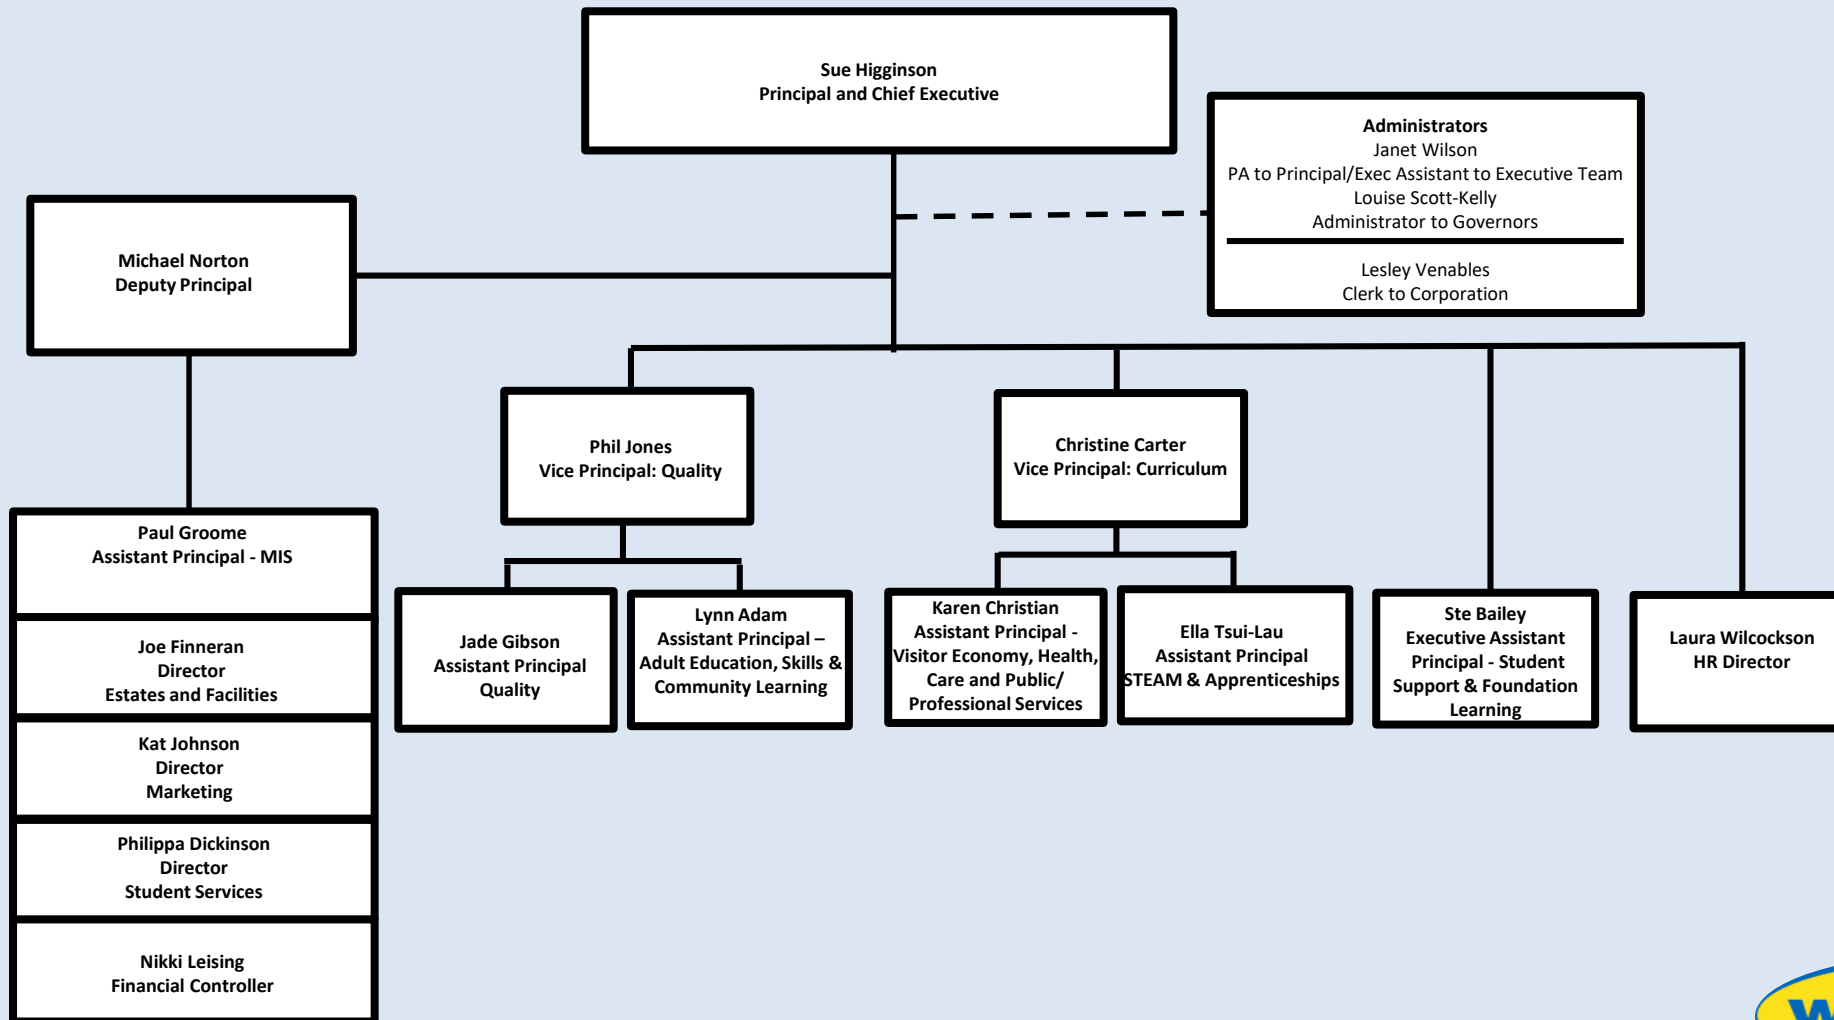 Sue Higginson
Principal and Chief Executive
Administrators
Janet Wilson
PA to Principal/Exec Assistant to Executive Team
Louise Scott-Kelly
Administrator to Governors
Lesley Venables
Clerk to Corporation
Michael Norton
Deputy Principal
Phil Jones
Vice Principal: Quality
Christine Carter
Vice Principal: Curriculum
Paul Groome
Assistant Principal - MIS
Joe Finneran
Director
Estates and Facilities
Kat Johnson
Director
Marketing
Philippa Dickinson
Director
Student Services
Nikki Leising
Financial Controller
Jade Gibson
Assistant Principal
Quality
Lynn Adam
Assistant Principal –
Adult Education, Skills &
Community Learning
Karen Christian
Assistant Principal -
Visitor Economy, Health,
Care and Public/
Professional Services
Ella Tsui-Lau
Assistant Principal
STEAM & Apprenticeships
Ste Bailey
Executive Assistant
Principal - Student
Support & Foundation
Learning
Laura Wilcockson
HR Director